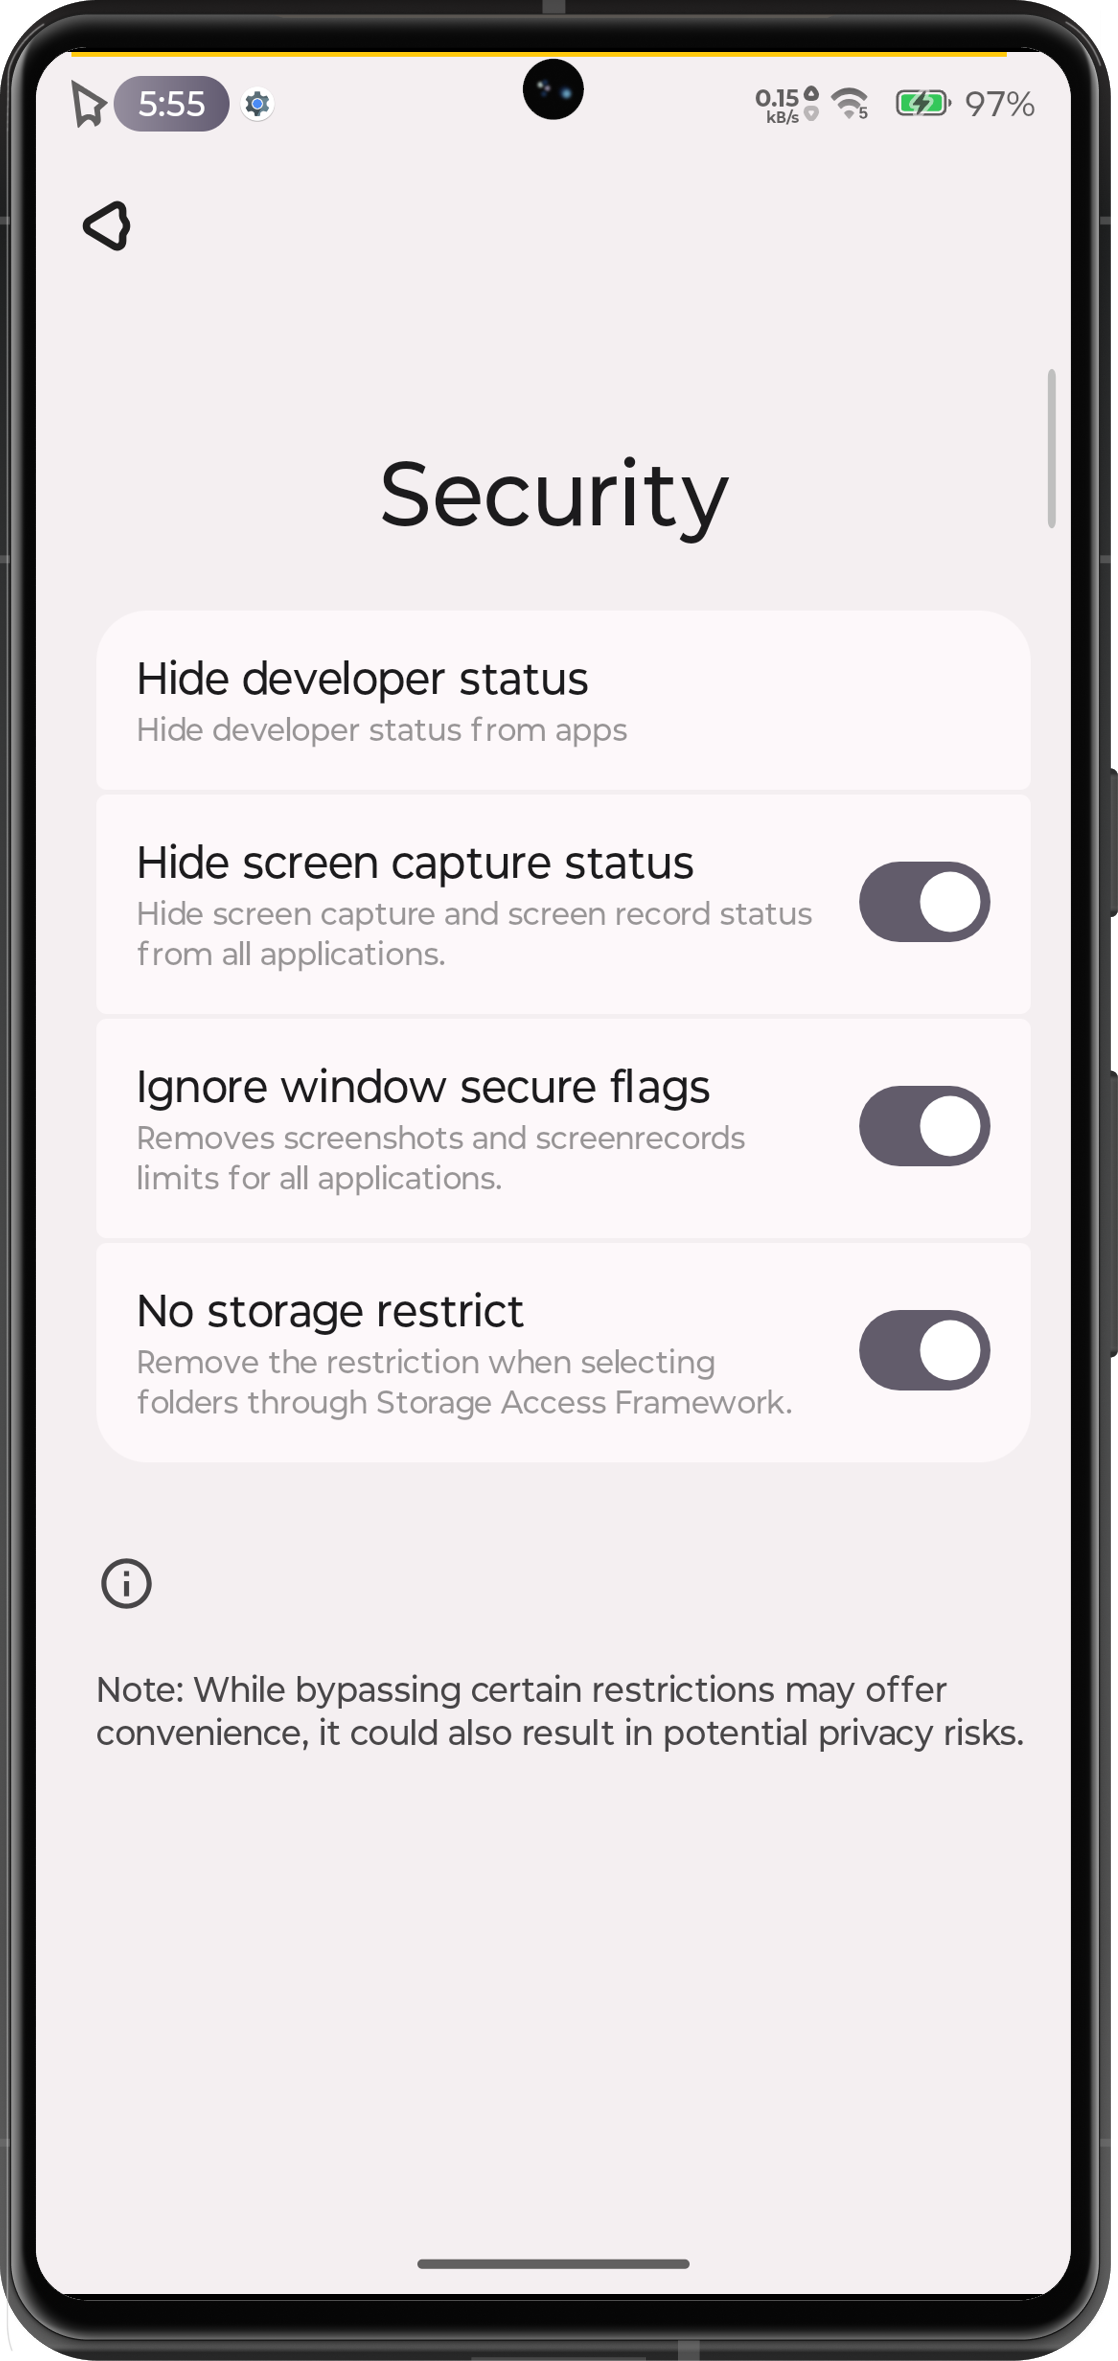 5:55
0.15
kB/s
5
97%
Security
Hide developer status
Hide developer status from apps
Hide screen capture status
Hide screen capture and screen record status
from all applications.
Ignore window secure flags
Removes screenshots and screenrecords
limits for all applications.
No storage restrict
Remove the restriction when selecting
folders through Storage Access Framework.
Note: While bypassing certain restrictions may offer
convenience, it could also result in potential privacy risks.